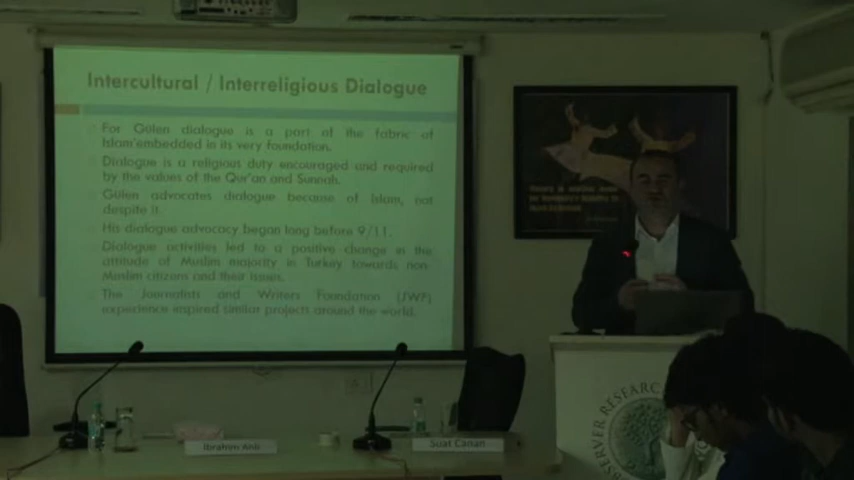 Intercultural / Interreligious Dialogue
For Gülen dialogue is a part of the fabric of
Islam'embedded in its very foundation.
Dialogue is a religious duty encouraged and required
by the values of the Qur'an and Sunnah.
Gülen advocates dialogue because of Islam, not
despite it.
His dialogue advocacy began long before 9/11.
Dialogue activities led to a positive change in the
attitude of Muslim majority in Turkey towards non-
Muslim citizens and their issues.
The Journalists and Writers Foundation (JWF)
experience inspired similar projects around the world.
OBSERVER RESEARC
Ibrahim Anli
Suat Canan